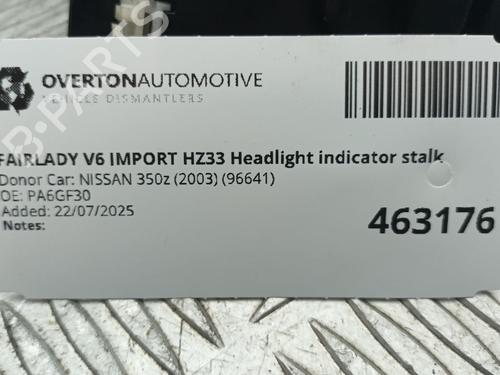 OVERTONAUTOMOTIVE
VEHICLE DISMANTLERS
FAIRLADY V6 IMPORT HZ33 Headlight indicator stalk
Donor Car: NISSAN 350z (2003) (96641)
OE: PA6GF30
Added: 22/07/2025
Notes:
463176
B-PARTS